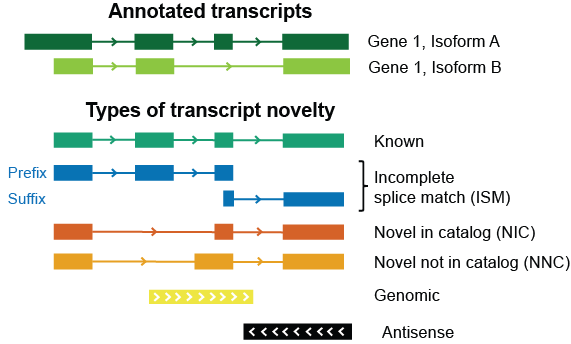 Annotated transcripts
Gene 1, Isoform A
Gene 1, Isoform B
Types of transcript novelty
Known
Prefix
Suffix
Incomplete
splice match (ISM)
Novel in catalog (NIC)
Novel not in catalog (NNC)
Genomic
Antisense